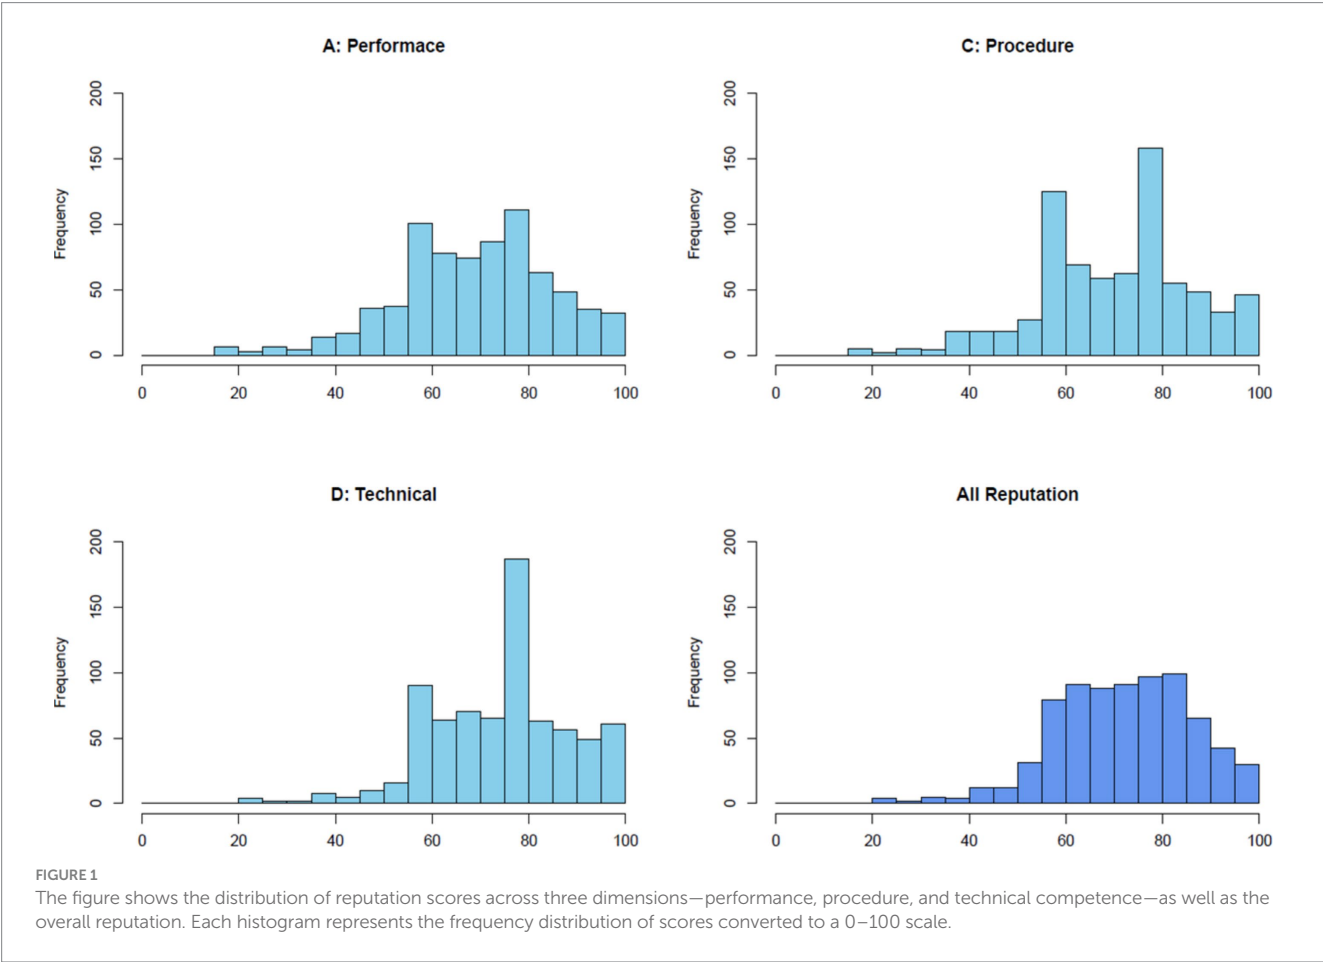 A: Performace
200
150
100
50
0
Frequency
0 20 40 60 80 100
C: Procedure
200
150
100
50
0
Frequency
0 20 40 60 80 100
D: Technical
200
150
100
50
0
Frequency
0 20 40 60 80 100
All Reputation
200
150
100
50
0
Frequency
0 20 40 60 80 100
FIGURE 1
The figure shows the distribution of reputation scores across three dimensions—performance, procedure, and technical competence—as well as the
overall reputation. Each histogram represents the frequency distribution of scores converted to a 0–100 scale.